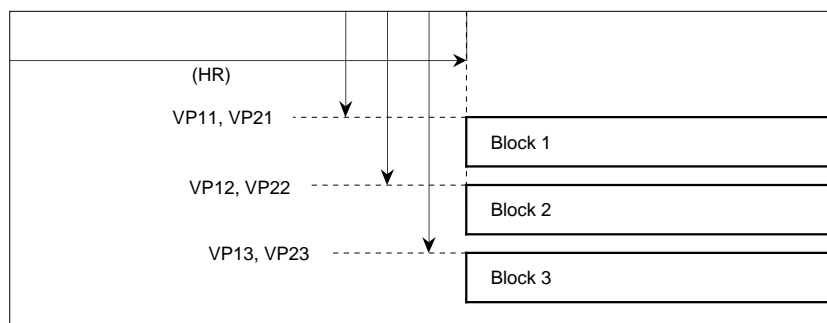 (HR)
VP11, VP21
Block 1
VP12, VP22
Block 2
VP13, VP23
Block 3